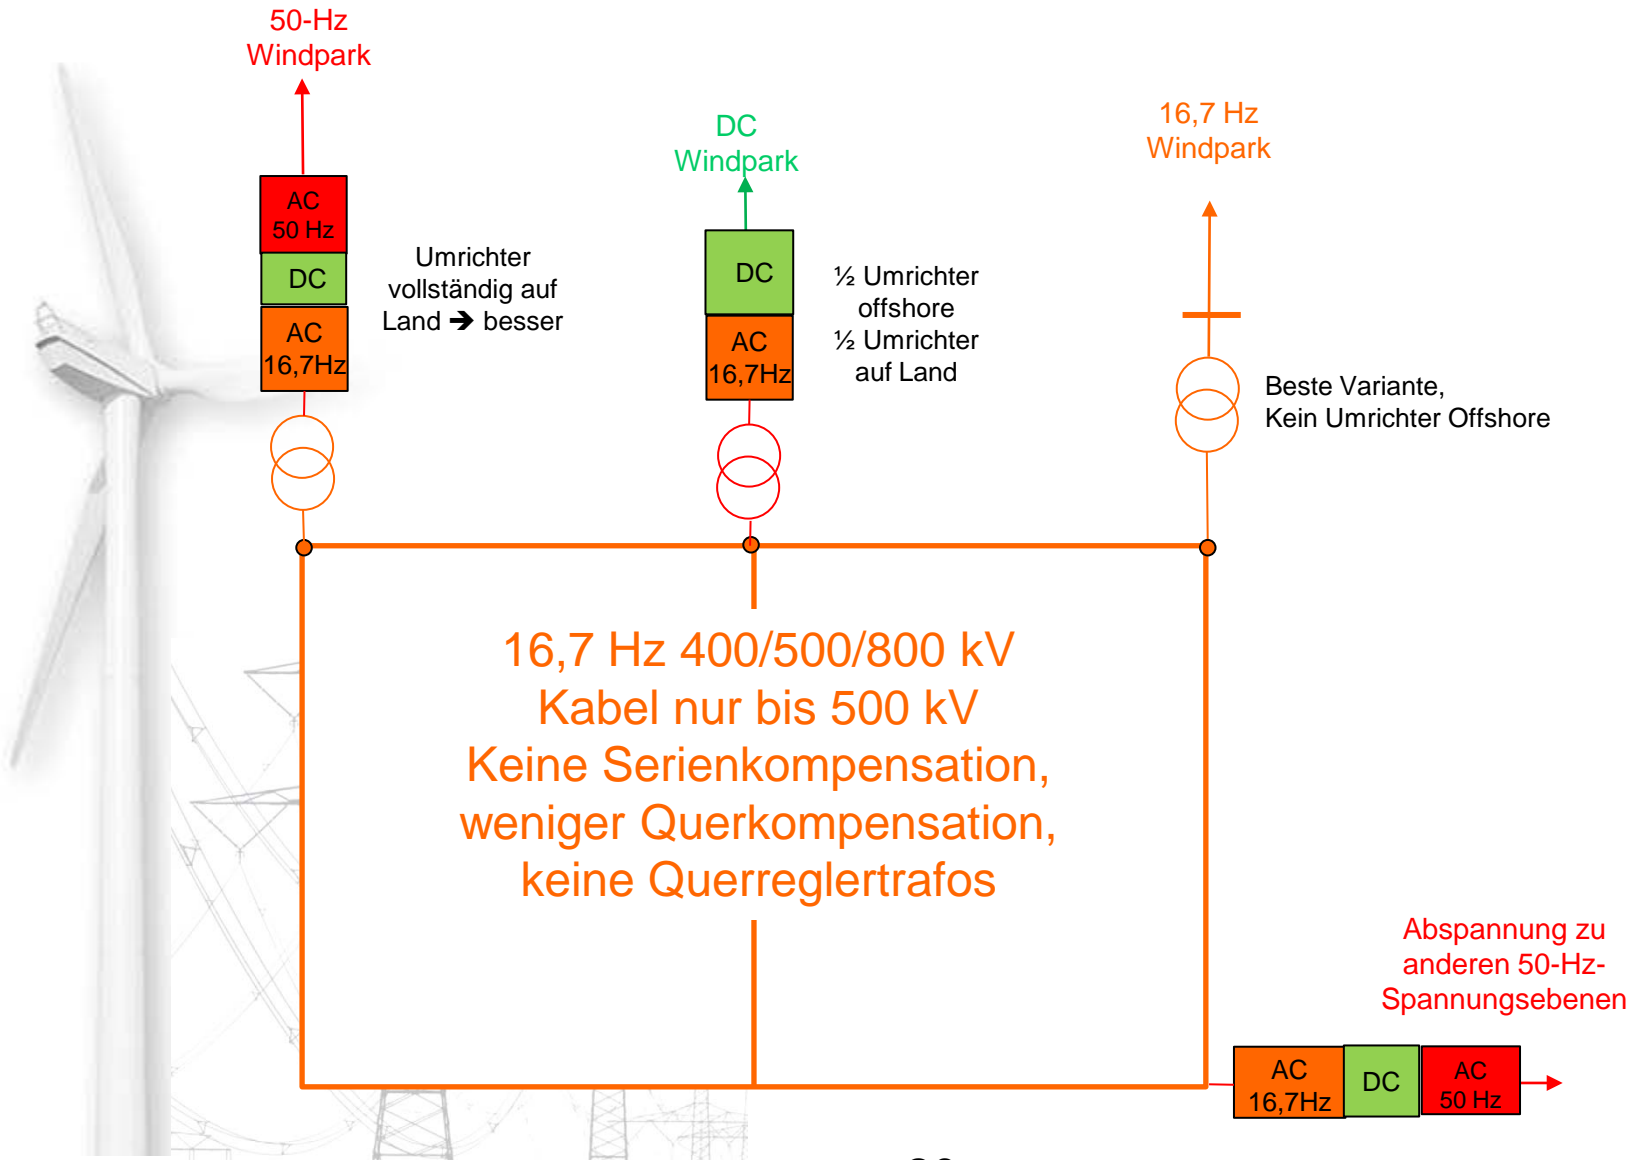 50-Hz
Windpark
DC
Windpark
16,7 Hz
Windpark
AC
50 Hz
DC
AC
16,7Hz
Umrichter
vollständig auf
Land ➔ besser
DC
AC
16,7Hz
½ Umrichter
offshore
½ Umrichter
auf Land
Beste Variante,
Kein Umrichter Offshore
16,7 Hz 400/500/800 kV
Kabel nur bis 500 kV
Keine Serienkompensation,
weniger Querkompensation,
keine Querreglertrafos
Abspannung zu
anderen 50-Hz-
Spannungsebenen
AC
16,7Hz
DC
AC
50 Hz